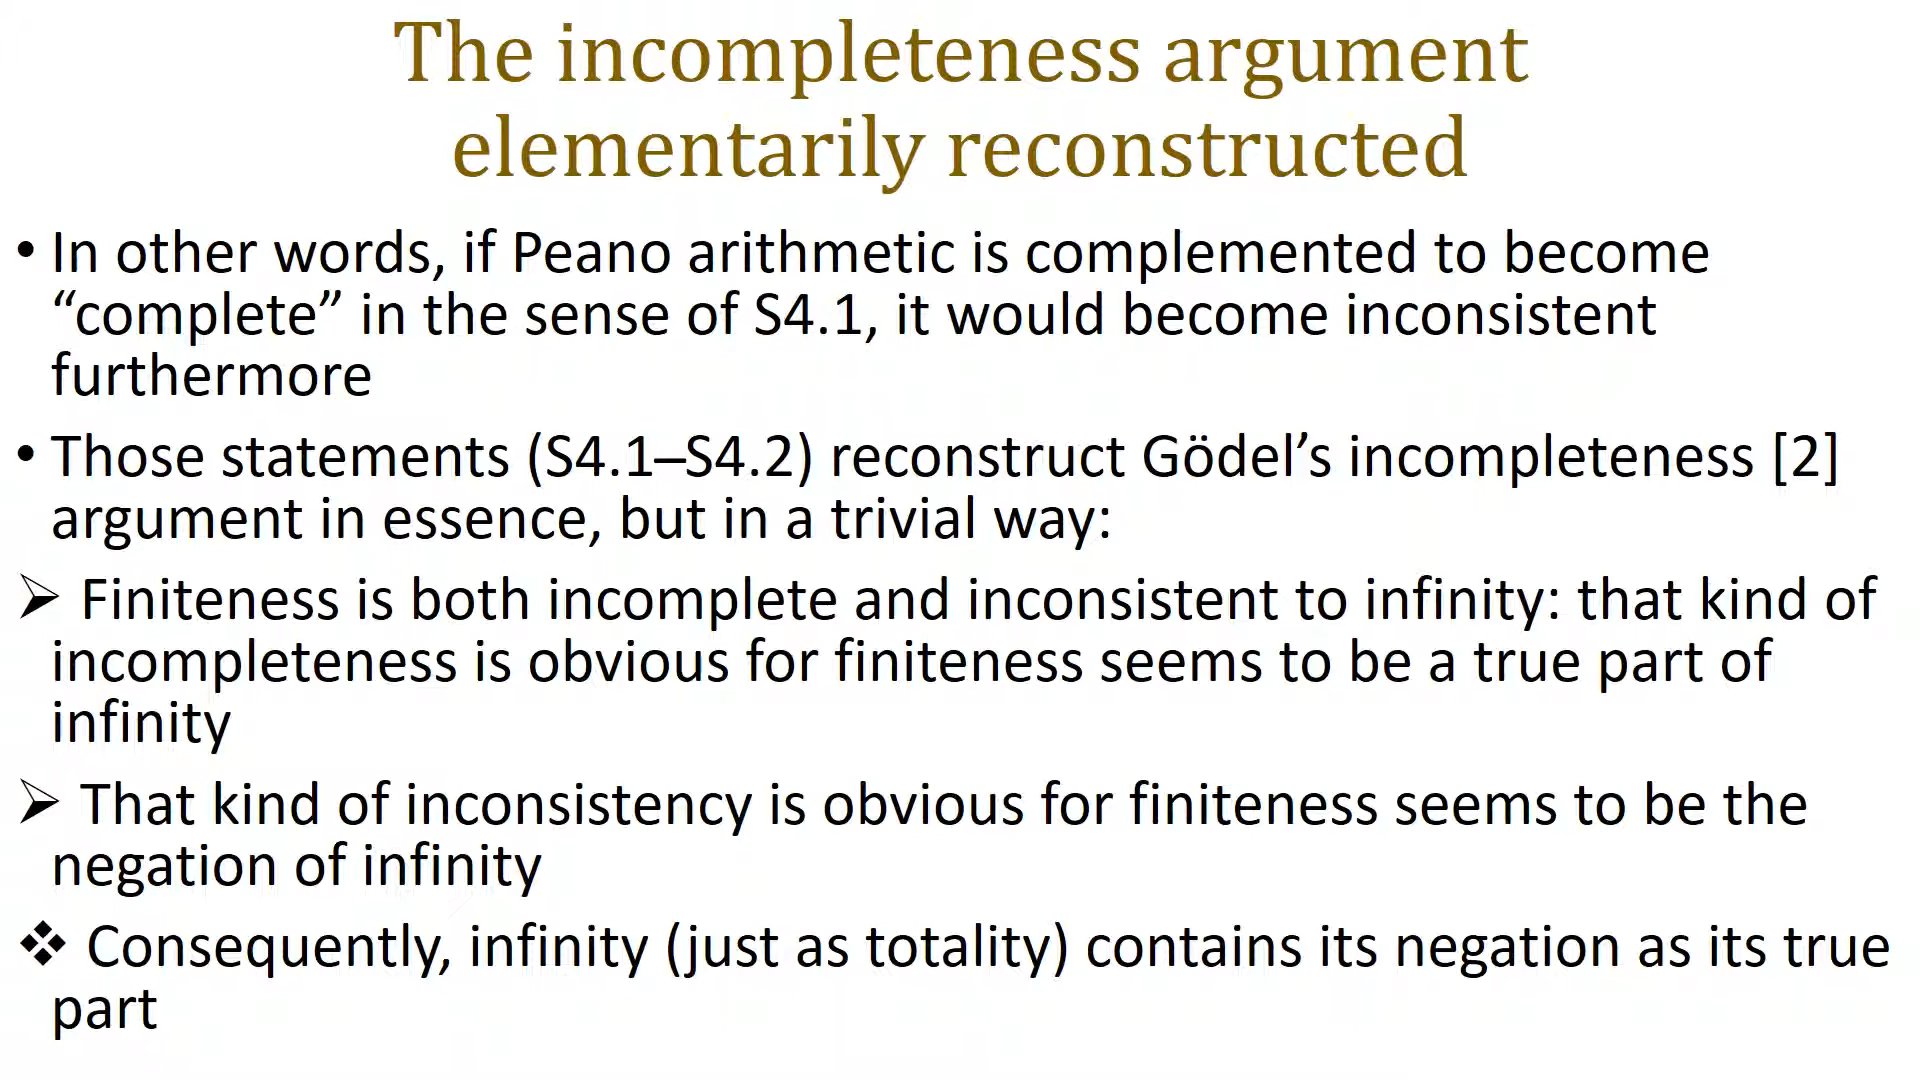 The incompleteness argument
elementarily reconstructed
• In other words, if Peano arithmetic is complemented to become
“complete” in the sense of S4.1, it would become inconsistent
furthermore
• Those statements (S4.1–S4.2) reconstruct Gödel’s incompleteness [2]
argument in essence, but in a trivial way:
➢ Finiteness is both incomplete and inconsistent to infinity: that kind of
incompleteness is obvious for finiteness seems to be a true part of
infinity
➢ That kind of inconsistency is obvious for finiteness seems to be the
negation of infinity
❖ Consequently, infinity (just as totality) contains its negation as its true
part